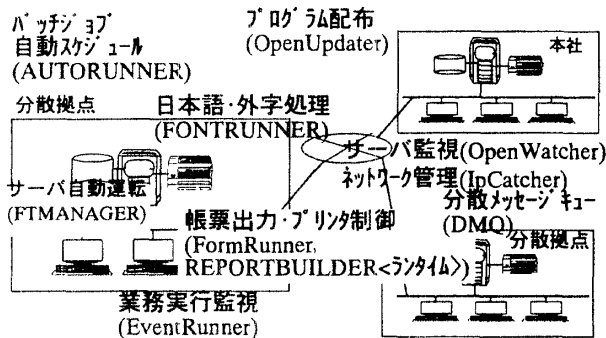 バッチジョブ
自動スケジュール
(AUTORUNNER)
プログラム配布
(OpenUpdater)
本社
分散拠点
日本語・外字処理
(FONTRUNNER)
サーバ監視(OpenWatcher)
ネットワーク管理(IpCatcher)
サーバ自動運転
(FTMANAGER)
分散メッセージキュー
(DMQ)
帳票出力・プリンタ制御
(FormRunner,
REPORTBUILDER<ランタイム>)
分散拠点
業務実行監視
(EventRunner)